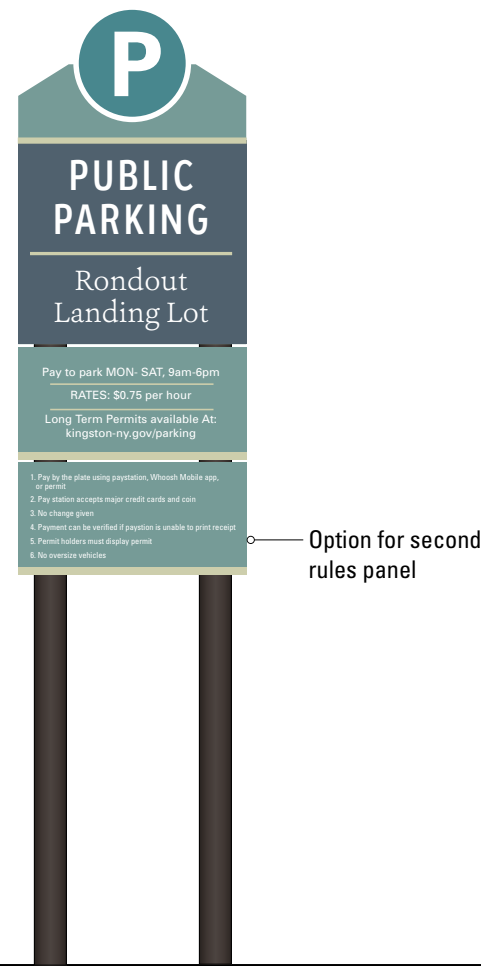 P
PUBLIC
PARKING
Rondout
Landing Lot
Pay to park MON- SAT, 9am-6pm
RATES: $0.75 per hour
Long Term Permits available At:
kingston-ny.gov/parking
1. Pay by the plate using paystation, Whoosh Mobile app,
or permit
2. Pay station accepts major credit cards and coin
3. No change given
4. Payment can be verified if paystion is unable to print receipt
5. Permit holders must display permit
6. No oversize vehicles
Option for second
rules panel